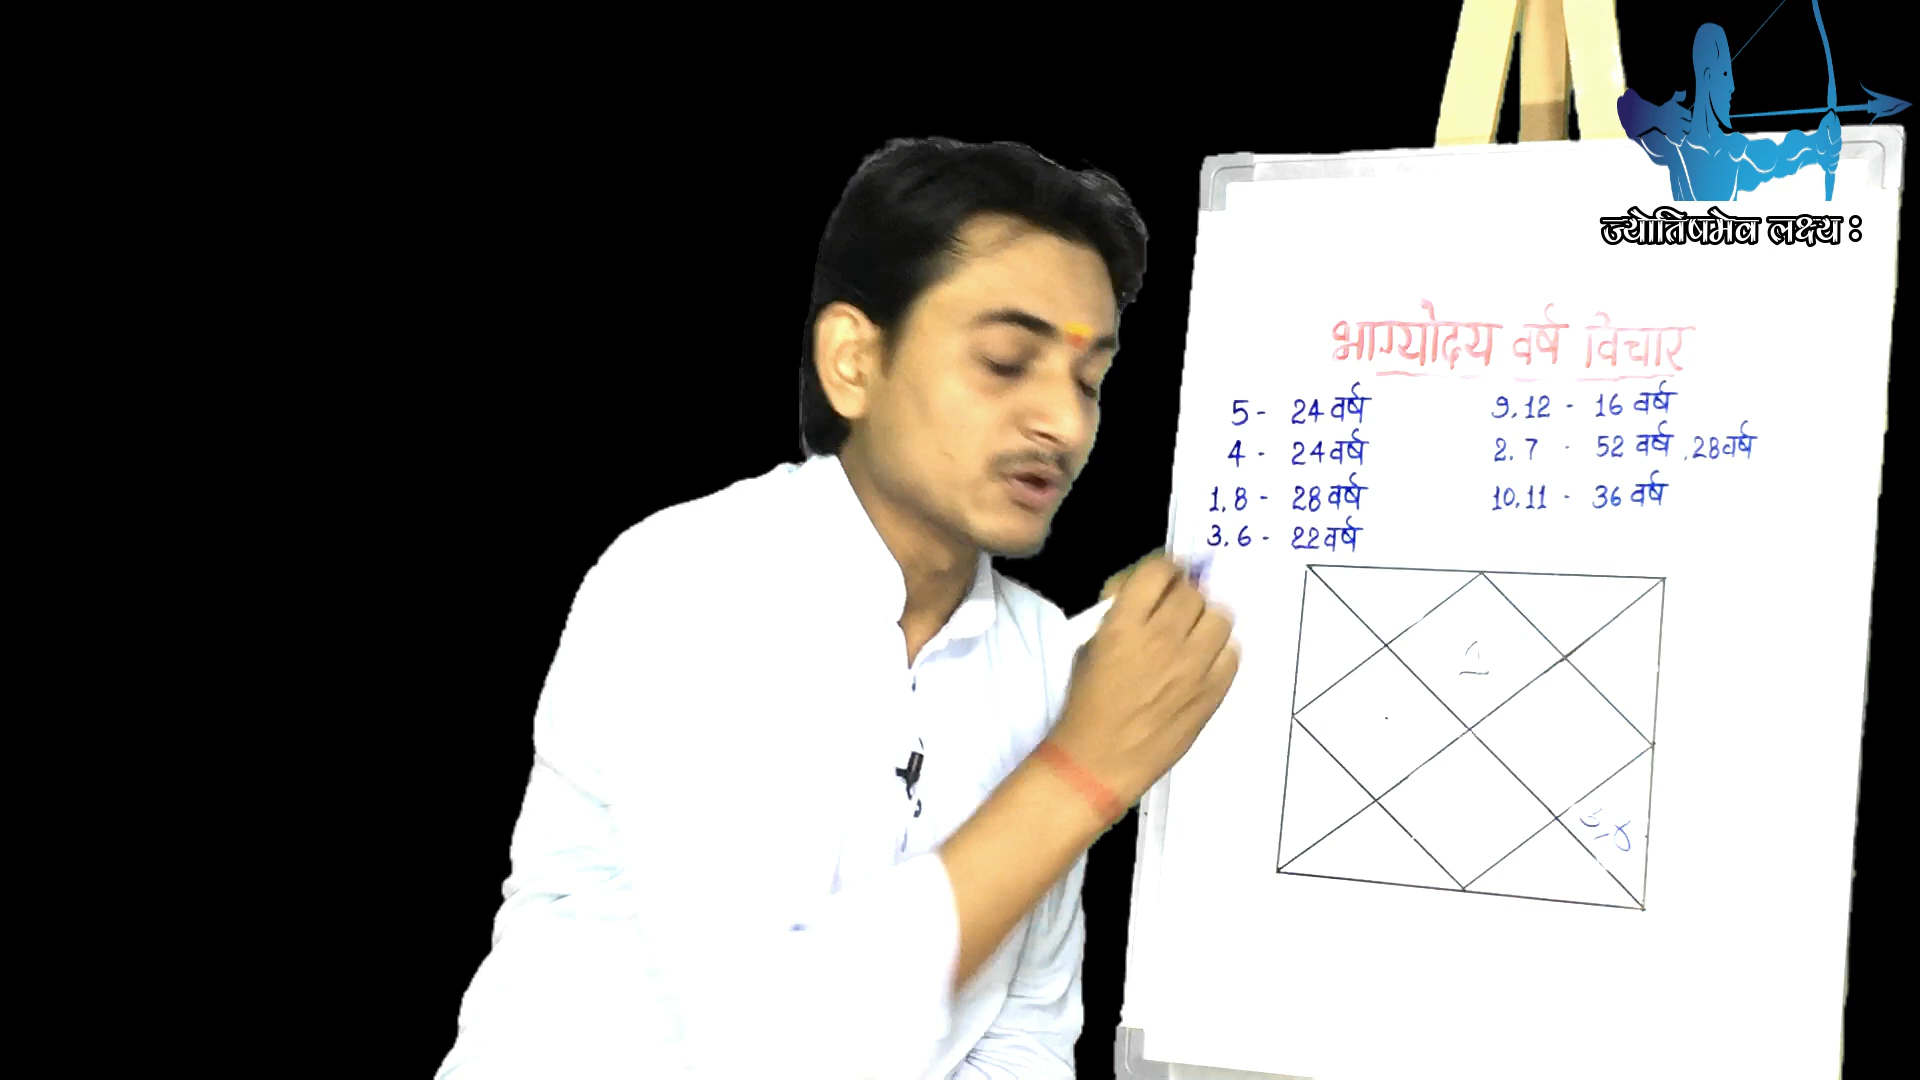 ज्योतिषमेव लक्ष्य :
भाग्योदय वर्ष विचार
5 - 24 वर्ष
4 - 24 वर्ष
1, 8 - 28 वर्ष
3, 6 - 22 वर्ष
9, 12 - 16 वर्ष
2, 7 - 52 वर्ष, 28 वर्ष
10, 11 - 36 वर्ष